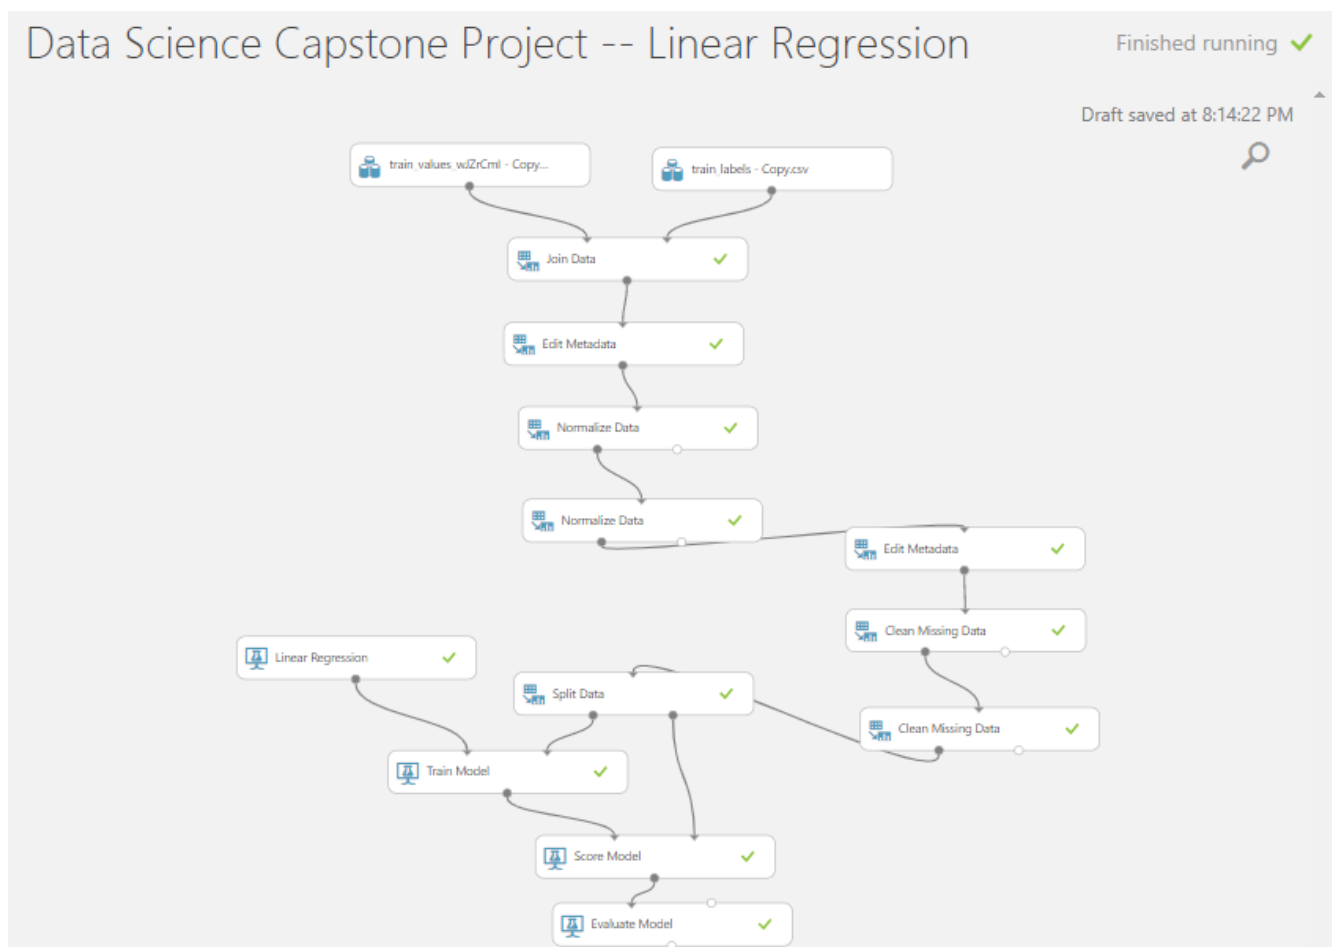 Data Science Capstone Project -- Linear Regression
Finished running
Draft saved at 8:14:22 PM
train_values_wJZrCmI - Copy...
train_labels - Copy.csv
Join Data
Edit Metadata
Normalize Data
Normalize Data
Edit Metadata
Clean Missing Data
Linear Regression
Split Data
Clean Missing Data
Train Model
Score Model
Evaluate Model